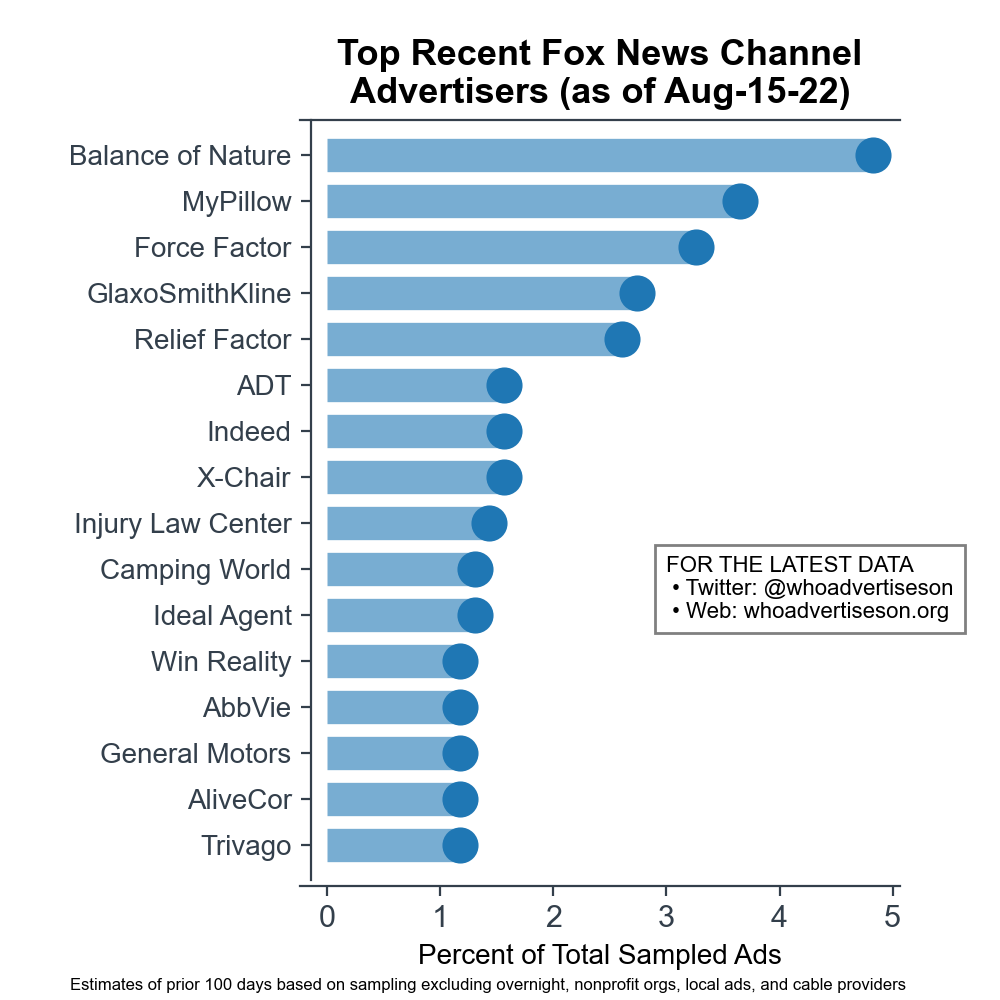 Top Recent Fox News Channel
Advertisers (as of Aug-15-22)
Balance of Nature
MyPillow
Force Factor
GlaxoSmithKline
Relief Factor
ADT
Indeed
X-Chair
Injury Law Center
Camping World
Ideal Agent
Win Reality
AbbVie
General Motors
AliveCor
Trivago
FOR THE LATEST DATA
• Twitter: @whoadvertiseson
• Web: whoadvertiseson.org
0 1 2 3 4 5
Percent of Total Sampled Ads
Estimates of prior 100 days based on sampling excluding overnight, nonprofit orgs, local ads, and cable providers